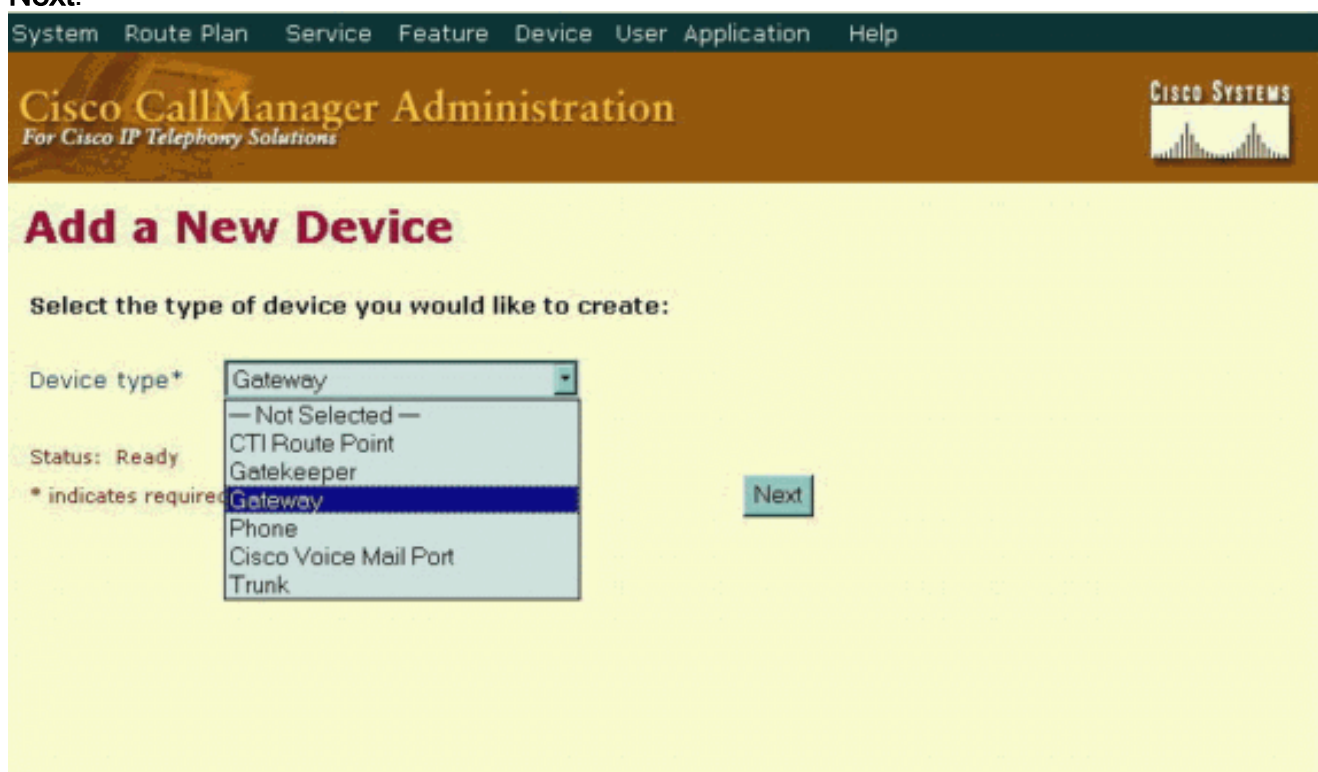 Next.
System Route Plan Service Feature Device User Application Help
Cisco CallManager Administration
For Cisco IP Telephony Solutions
CISCO SYSTEMS
Add a New Device
Select the type of device you would like to create:
Device type* Gateway
— Not Selected —
CTI Route Point
Status: Ready
Gatekeeper
* indicates required
Gateway
Next
Phone
Cisco Voice Mail Port
Trunk